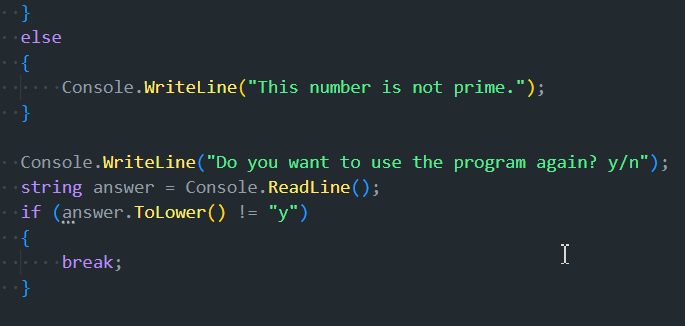 }
else
{
Console.WriteLine("This number is not prime.");
}
Console.WriteLine("Do you want to use the program again? y/n");
string answer = Console.ReadLine();
if (answer.ToLower() != "y")
{
break;
}